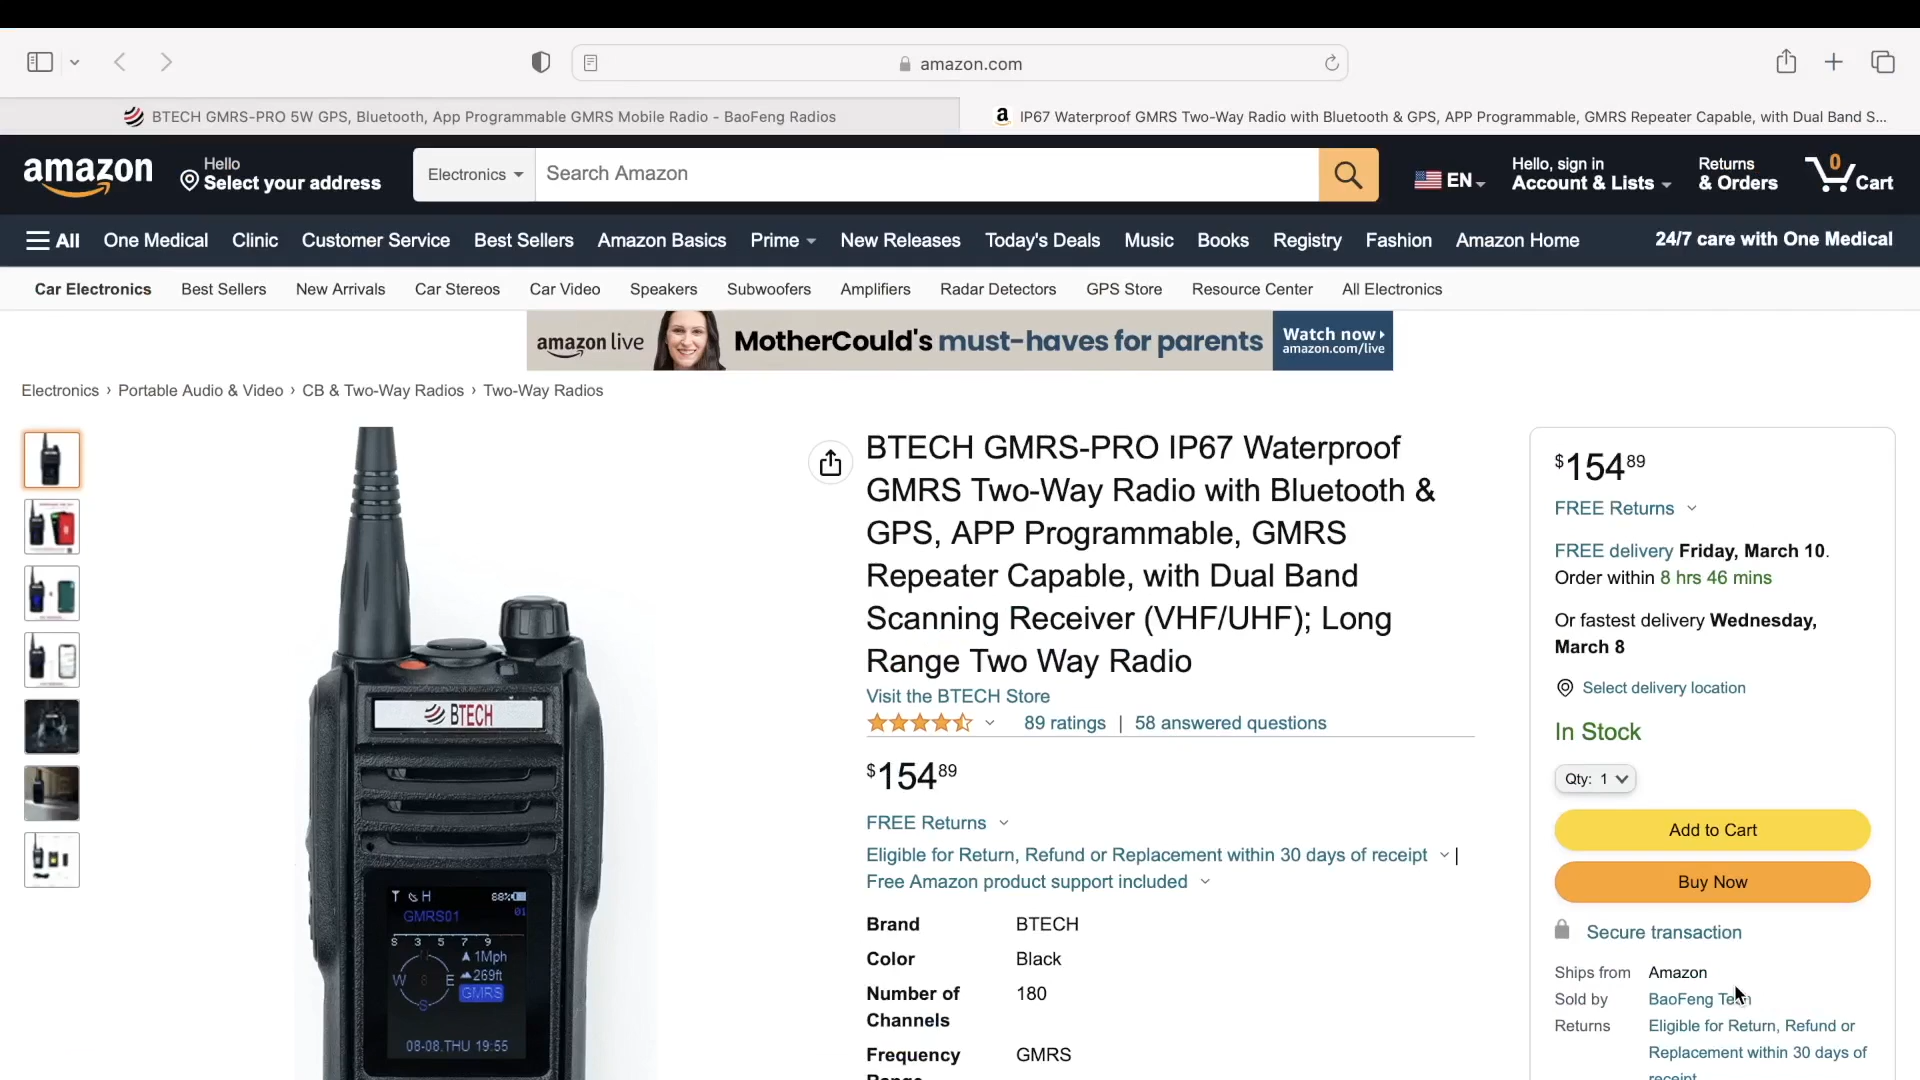 amazon.com
BTECH GMRS-PRO 5W GPS, Bluetooth, App Programmable GMRS Mobile Radio - BaoFeng Radios
a IP67 Waterproof GMRS Two-Way Radio with Bluetooth & GPS, APP Programmable, GMRS Repeater Capable, with Dual Band S...
amazon
Hello
Select your address
Electronics
Search Amazon
EN
Hello, sign in
Account & Lists
Returns
& Orders
0
Cart
All One Medical Clinic Customer Service Best Sellers Amazon Basics Prime New Releases Today's Deals Music Books Registry Fashion Amazon Home
24/7 care with One Medical
Car Electronics Best Sellers New Arrivals Car Stereos Car Video Speakers Subwoofers Amplifiers Radar Detectors GPS Store Resource Center All Electronics
amazon live
MotherCould's must-haves for parents
Watch now
amazon.com/live
Electronics › Portable Audio & Video › CB & Two-Way Radios › Two-Way Radios
BTECH
H 88%
GMRS01 01
S 3 5 7 9
N
W E
S
1Mph
269ft
GMRS
08-08.THU 19:55
BTECH GMRS-PRO IP67 Waterproof
GMRS Two-Way Radio with Bluetooth &
GPS, APP Programmable, GMRS
Repeater Capable, with Dual Band
Scanning Receiver (VHF/UHF); Long
Range Two Way Radio
Visit the BTECH Store
89 ratings | 58 answered questions
$154 89
FREE Returns
Eligible for Return, Refund or Replacement within 30 days of receipt |
Free Amazon product support included
Brand BTECH
Color Black
Number of 180
Channels
Frequency GMRS
Range
$154 89
FREE Returns
FREE delivery Friday, March 10.
Order within 8 hrs 46 mins
Or fastest delivery Wednesday,
March 8
Select delivery location
In Stock
Qty: 1
Add to Cart
Buy Now
Secure transaction
Ships from Amazon
Sold by BaoFeng Tech
Returns Eligible for Return, Refund or
Replacement within 30 days of
receipt